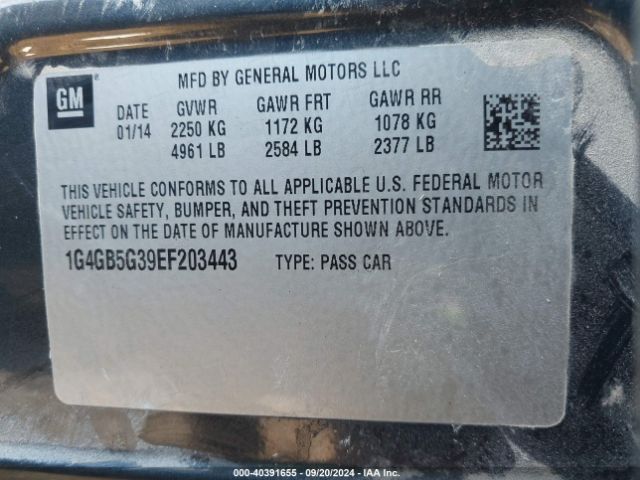 GM
MFD BY GENERAL MOTORS LLC
DATE GVWR GAWR FRT GAWR RR
01/14 2250 KG 1172 KG 1078 KG
4961 LB 2584 LB 2377 LB
THIS VEHICLE CONFORMS TO ALL APPLICABLE U.S. FEDERAL MOTOR
VEHICLE SAFETY, BUMPER, AND THEFT PREVENTION STANDARDS IN
EFFECT ON THE DATE OF MANUFACTURE SHOWN ABOVE.
1G4GB5G39EF203443 TYPE: PASS CAR
000-40391655 - 09/20/2024 - IAA Inc.